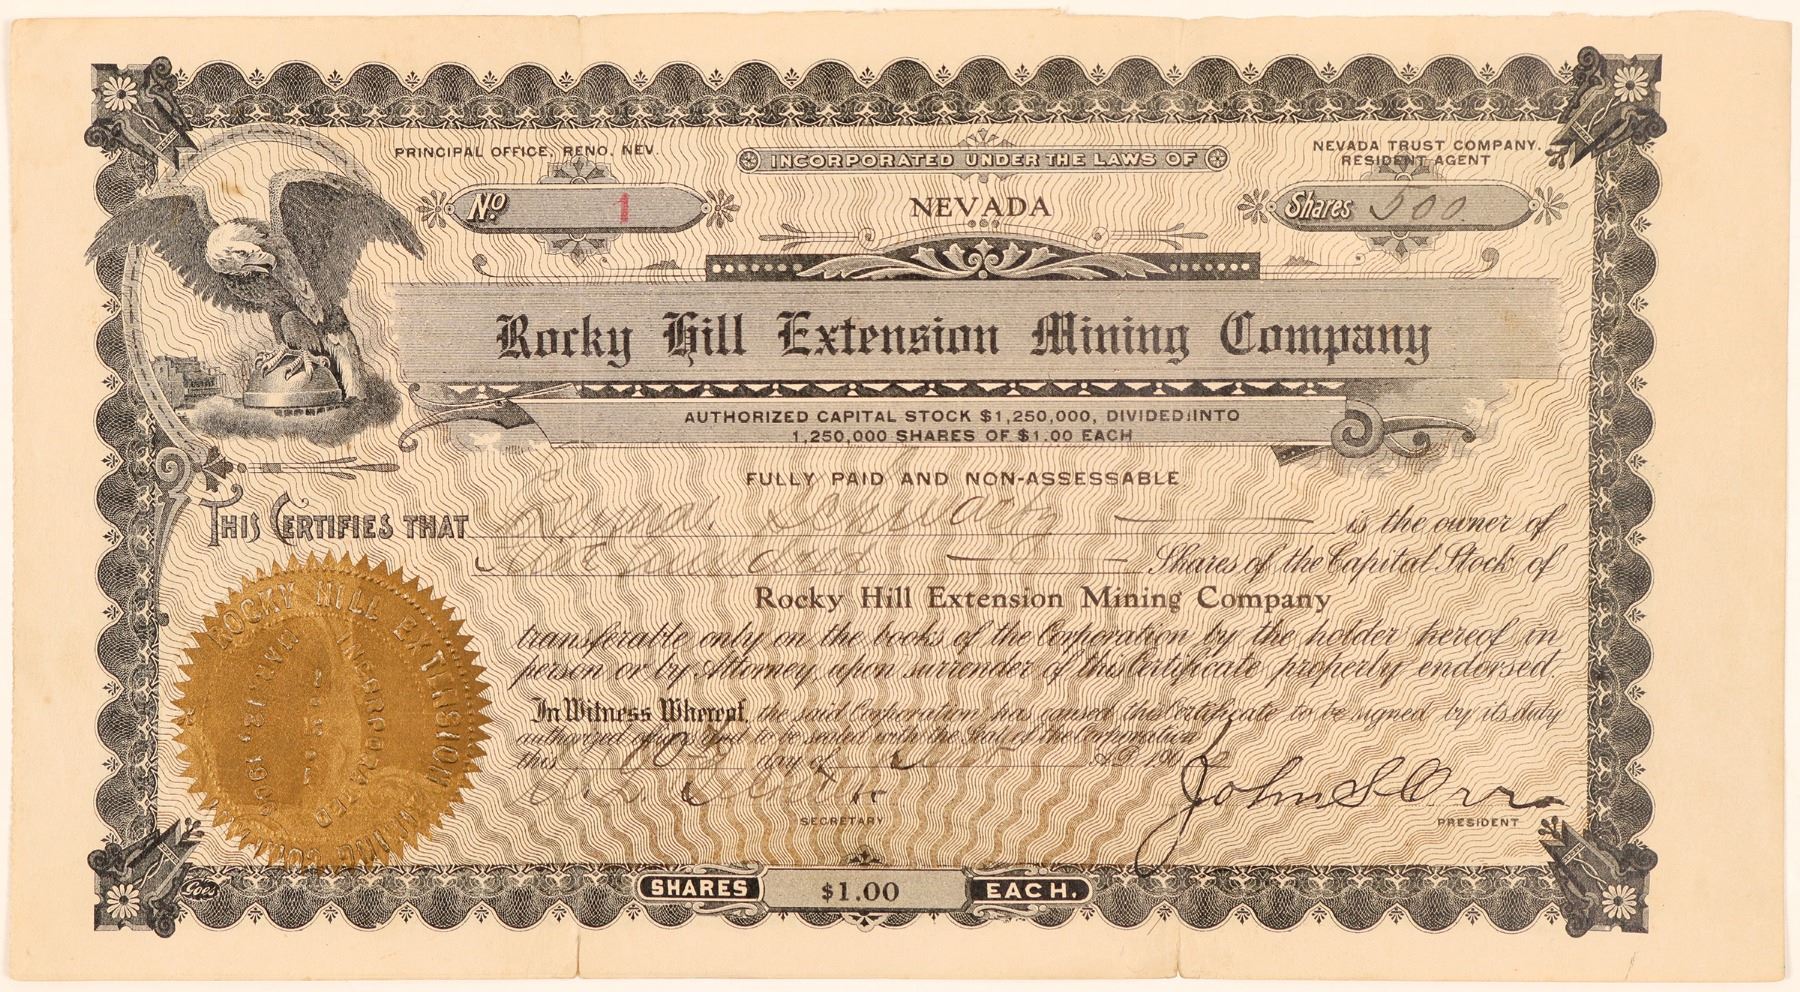 PRINCIPAL OFFICE, RENO, NEV.
INCORPORATED UNDER THE LAWS OF
NEVADA TRUST COMPANY.
RESIDENT AGENT
No 1
NEVADA
Shares 500.
Rocky Hill Extension Mining Company
AUTHORIZED CAPITAL STOCK $1,250,000, DIVIDED INTO
1,250,000 SHARES OF $1.00 EACH
FULLY PAID AND NON-ASSESSABLE
THIS CERTIFIES THAT is the owner of
hundred Shares of the Capital Stock of
Rocky Hill Extension Mining Company
transferable only on the books of the Corporation by the holder hereof in
person or by Attorney, upon surrender of this Certificate properly endorsed.
In Witness Whereof, the said Corporation has caused this Certificate to be signed by its duty
authorized officers and to be sealed with the Seal of the Corporation
this day of A.D. 190
John S Orr
SECRETARY
PRESIDENT
ROCKY HILL EXTENSION MINING
INCORPORATED
Goes
SHARES $1.00 EACH.